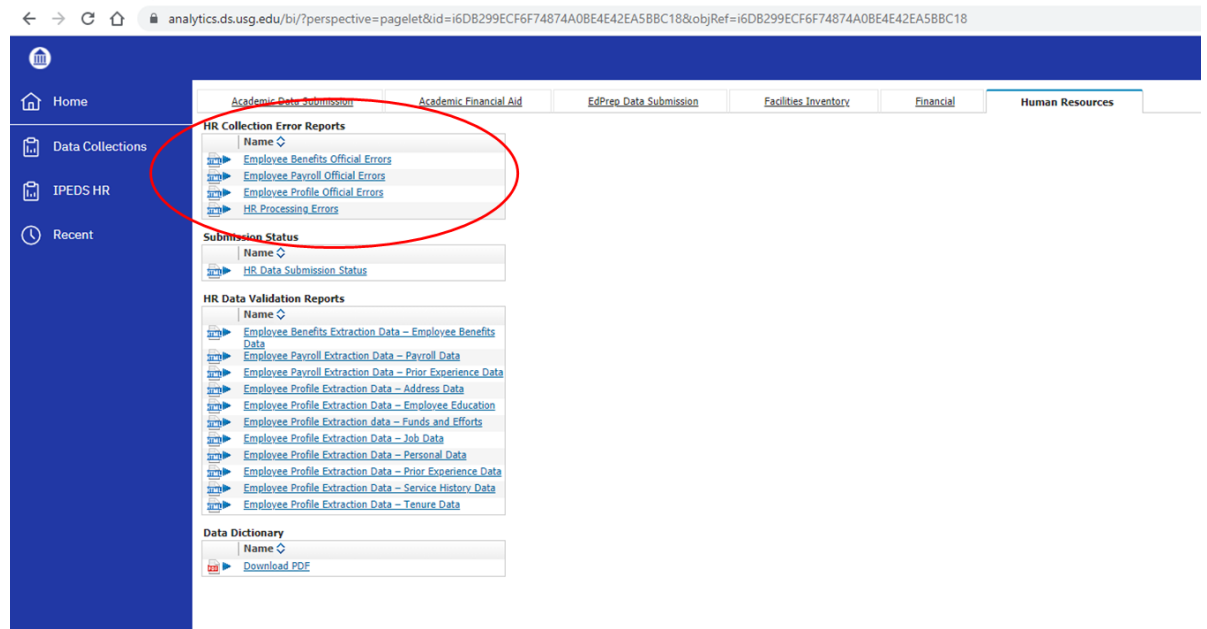 analytics.ds.usg.edu/bi/?perspective=pagelet&id=i6DB299ECF6F74874A0BE4E42EA5BBC18&objRef=i6DB299ECF6F74874A0BE4E42EA5BBC18
Home
Data Collections
IPEDS HR
Recent
Academic Data Submission Academic Financial Aid EdPrep Data Submission Facilities Inventory Financial Human Resources
HR Collection Error Reports
Name
Employee Benefits Official Errors
Employee Payroll Official Errors
Employee Profile Official Errors
HR Processing Errors
Submission Status
Name
HR Data Submission Status
HR Data Validation Reports
Name
Employee Benefits Extraction Data – Employee Benefits
Data
Employee Payroll Extraction Data – Payroll Data
Employee Payroll Extraction Data – Prior Experience Data
Employee Profile Extraction Data – Address Data
Employee Profile Extraction Data – Employee Education
Employee Profile Extraction data – Funds and Efforts
Employee Profile Extraction Data – Job Data
Employee Profile Extraction Data – Personal Data
Employee Profile Extraction Data – Prior Experience Data
Employee Profile Extraction Data – Service History Data
Employee Profile Extraction Data – Tenure Data
Data Dictionary
Name
Download PDF